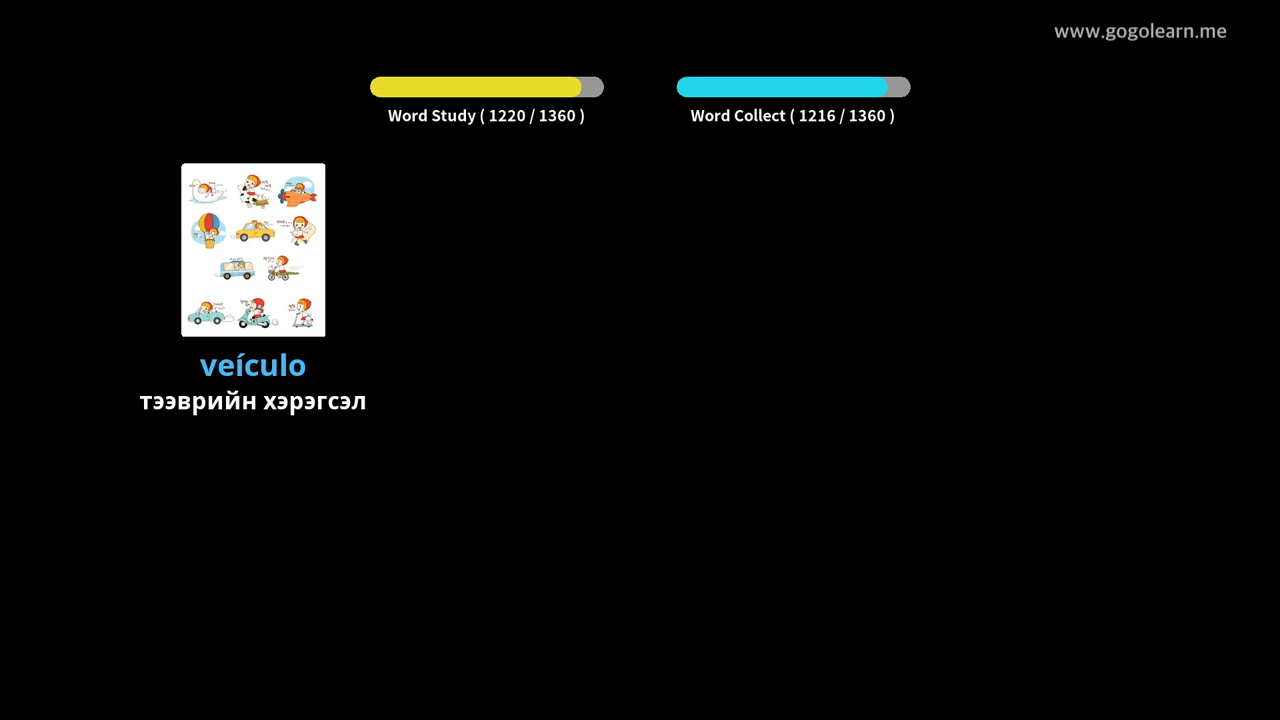 www.gogolearn.me
Word Study ( 1220 / 1360 )
Word Collect ( 1216 / 1360 )
veículo
тээврийн хэрэгсэл